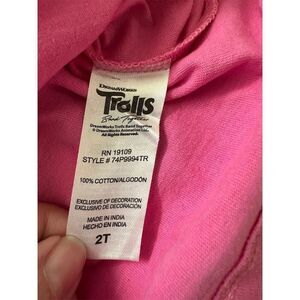 DREAMWORKS
Trolls
Band Together
DreamWorks Trolls Band Together
© DreamWorks Animation LLC.
All Rights Reserved.
RN 19109
STYLE # 74P9994TR
100% COTTON/ALGODÓN
EXCLUSIVE OF DECORATION
EXCLUSIVO DE DECORACIÓN
MADE IN INDIA
HECHO EN INDIA
2T